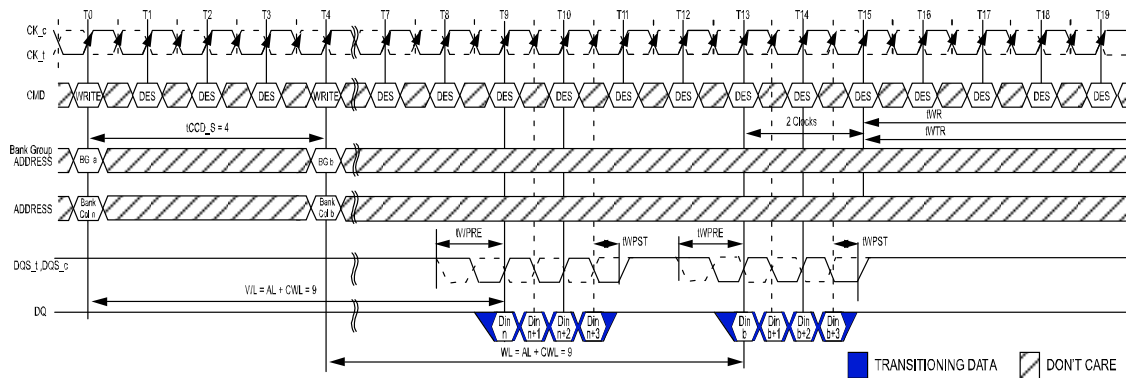 T0 T1 T2 T3 T4 T7 T8 T9 T10 T11 T12 T13 T14 T15 T16 T17 T18 T19
CK_c
CK_t
CMD WRITE DES DES DES WRITE DES DES DES DES DES DES DES DES DES DES DES DES DES
tCCD_S = 4
2 Clocks
tWR
tWTR
Bank Group
ADDRESS
BG a
BG b
ADDRESS
Bank
Col n
Bank
Col b
tWPRE
tWPST
tWPRE
tWPST
DQS_t,DQS_c
WL = AL + CWL = 9
DQ
Din
n
Din
n+1
Din
n+2
Din
n+3
Din
b
Din
b+1
Din
b+2
Din
b+3
WL = AL + CWL = 9
TRANSITIONING DATA
DON'T CARE